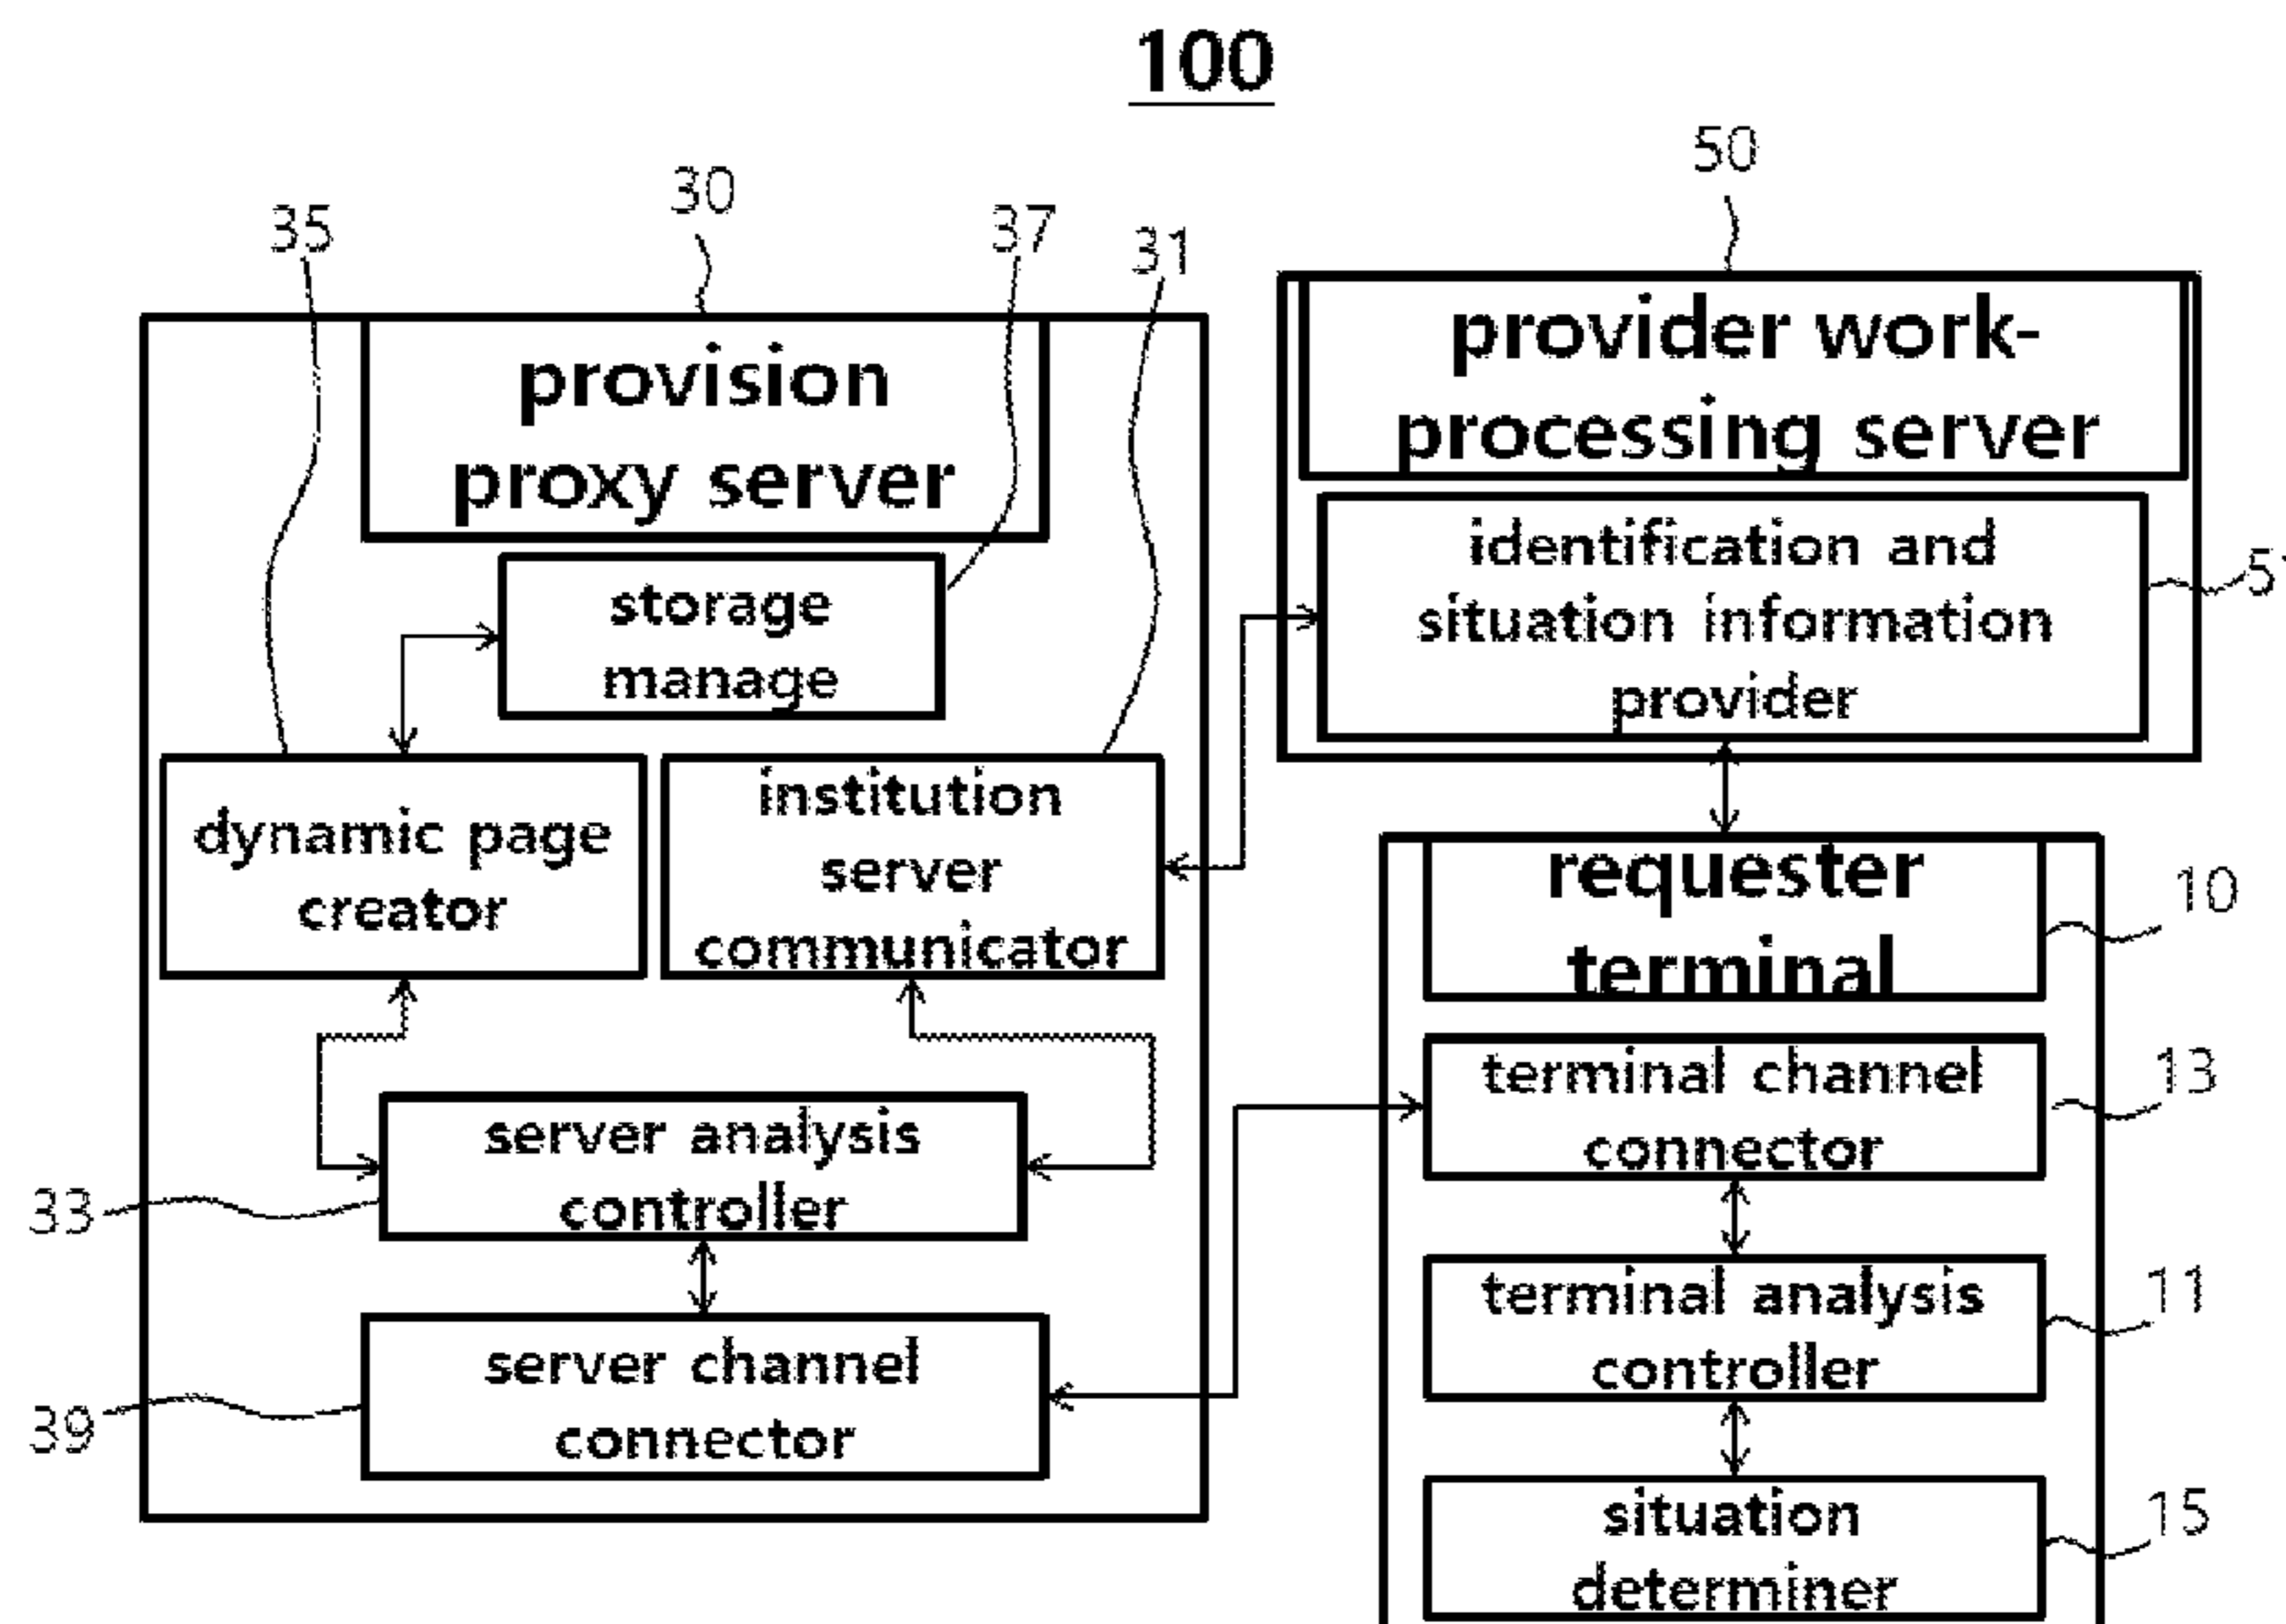 100
30
35
37
31
50
provision
proxy server
storage
manage
dynamic page
creator
institution
server
communicator
server analysis
controller
33
server channel
connector
39
provider work-
processing server
identification and
situation information
provider
requester
terminal
10
terminal channel
connector
13
terminal analysis
controller
11
situation
determiner
15